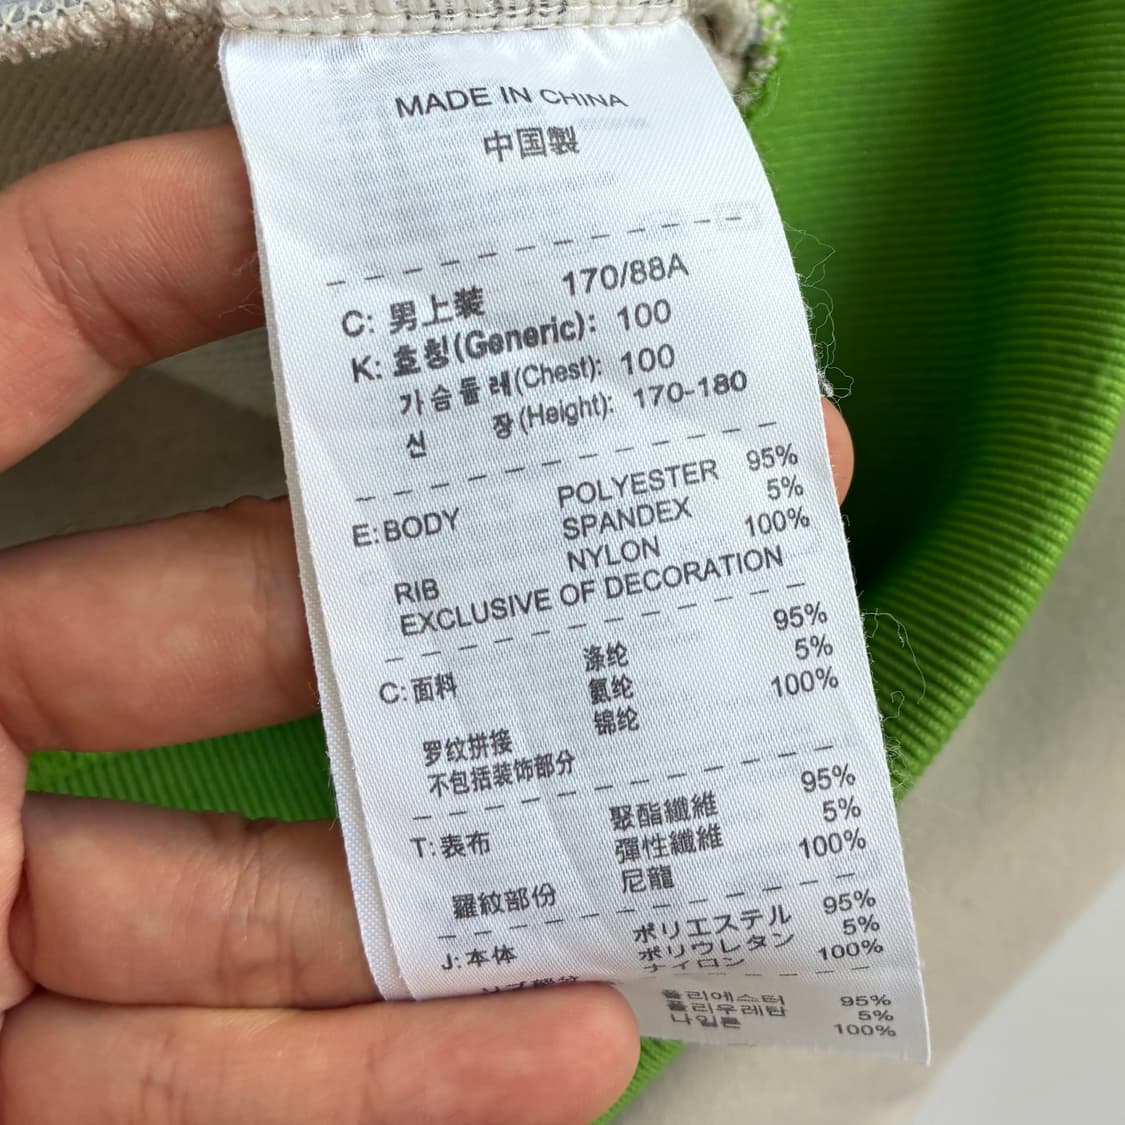 MADE IN CHINA
中国製
C: 男上装 170/88A
K: 호칭(Generic): 100
가슴둘레(Chest): 100
신 장(Height): 170-180
E: BODY POLYESTER 95%
SPANDEX 5%
RIB NYLON 100%
EXCLUSIVE OF DECORATION
C: 面料 涤纶 95%
氨纶 5%
罗纹拼接 锦纶 100%
不包括装饰部分
T: 表布 聚酯纖維 95%
彈性纖維 5%
羅紋部份 尼龍 100%
J: 本体 ポリエステル 95%
ポリウレタン 5%
ナイロン 100%
폴리에스터 95%
폴리우레탄 5%
나일론 100%